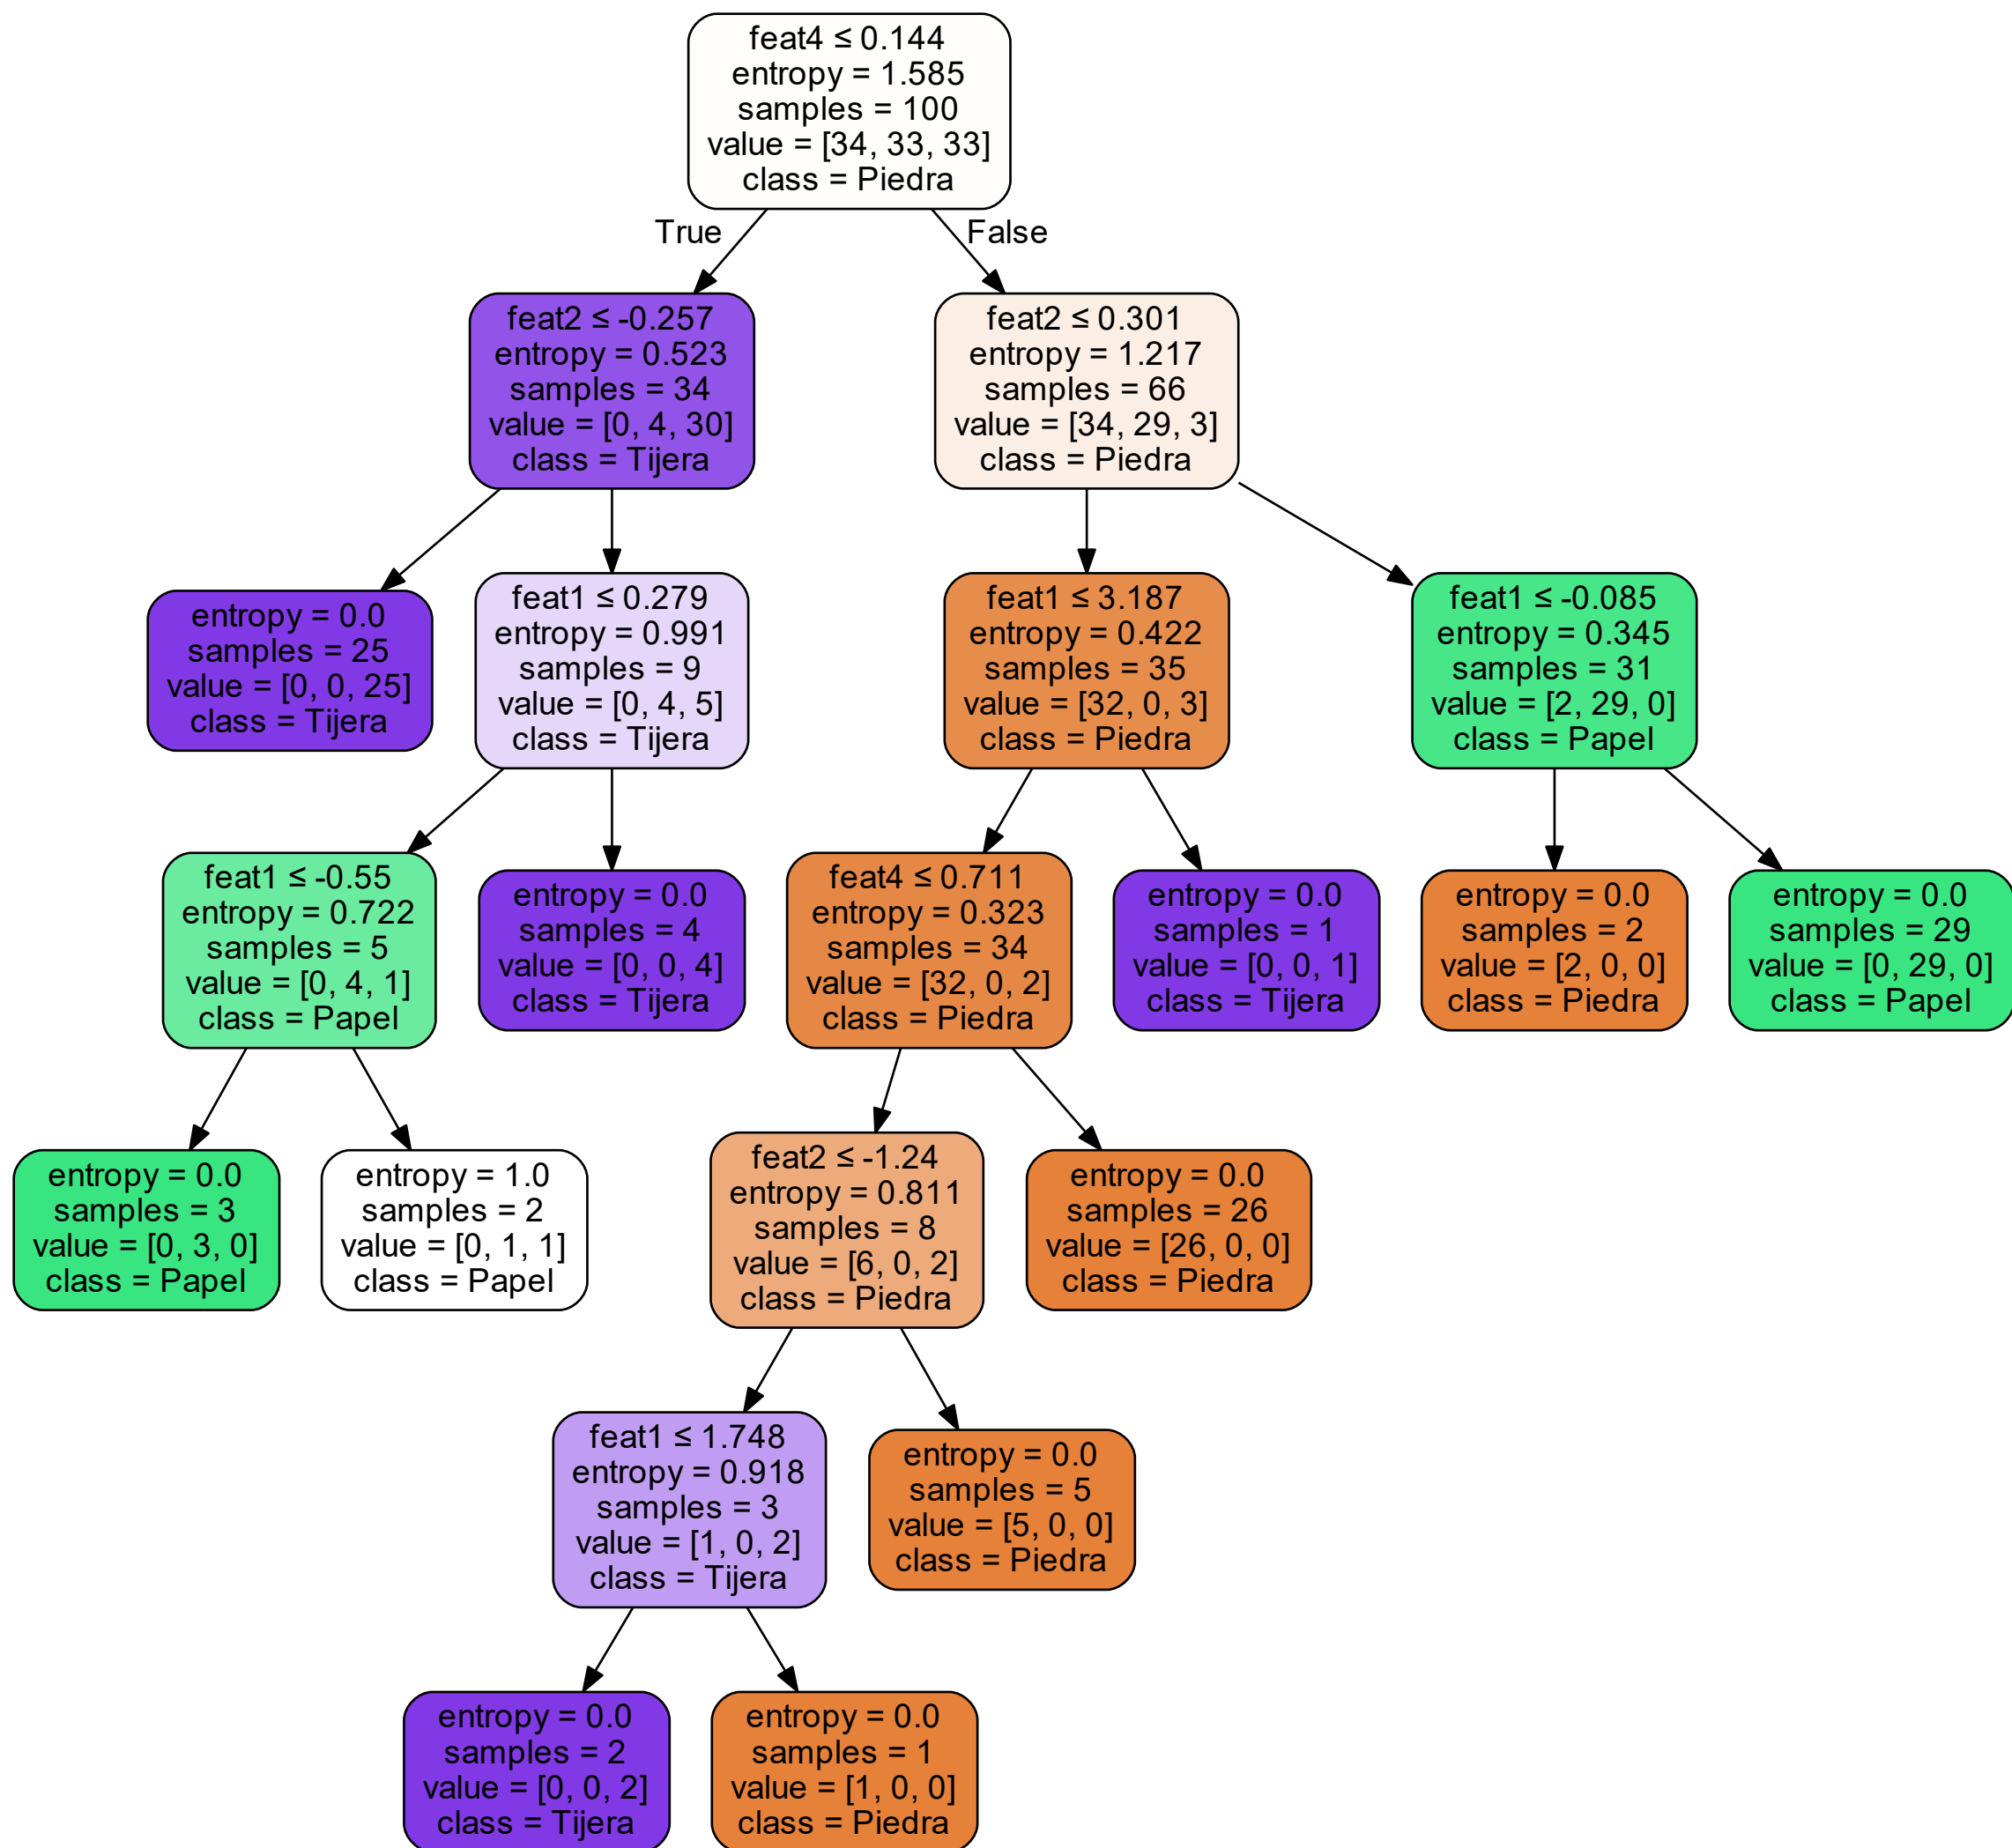 feat4 ≤ 0.144
entropy = 1.585
samples = 100
value = [34, 33, 33]
class = Piedra
True
False
feat2 ≤ -0.257
entropy = 0.523
samples = 34
value = [0, 4, 30]
class = Tijera
feat2 ≤ 0.301
entropy = 1.217
samples = 66
value = [34, 29, 3]
class = Piedra
entropy = 0.0
samples = 25
value = [0, 0, 25]
class = Tijera
feat1 ≤ 0.279
entropy = 0.991
samples = 9
value = [0, 4, 5]
class = Tijera
feat1 ≤ 3.187
entropy = 0.422
samples = 35
value = [32, 0, 3]
class = Piedra
feat1 ≤ -0.085
entropy = 0.345
samples = 31
value = [2, 29, 0]
class = Papel
feat1 ≤ -0.55
entropy = 0.722
samples = 5
value = [0, 4, 1]
class = Papel
entropy = 0.0
samples = 4
value = [0, 0, 4]
class = Tijera
feat4 ≤ 0.711
entropy = 0.323
samples = 34
value = [32, 0, 2]
class = Piedra
entropy = 0.0
samples = 1
value = [0, 0, 1]
class = Tijera
entropy = 0.0
samples = 2
value = [2, 0, 0]
class = Piedra
entropy = 0.0
samples = 29
value = [0, 29, 0]
class = Papel
entropy = 0.0
samples = 3
value = [0, 3, 0]
class = Papel
entropy = 1.0
samples = 2
value = [0, 1, 1]
class = Papel
feat2 ≤ -1.24
entropy = 0.811
samples = 8
value = [6, 0, 2]
class = Piedra
entropy = 0.0
samples = 26
value = [26, 0, 0]
class = Piedra
feat1 ≤ 1.748
entropy = 0.918
samples = 3
value = [1, 0, 2]
class = Tijera
entropy = 0.0
samples = 5
value = [5, 0, 0]
class = Piedra
entropy = 0.0
samples = 2
value = [0, 0, 2]
class = Tijera
entropy = 0.0
samples = 1
value = [1, 0, 0]
class = Piedra